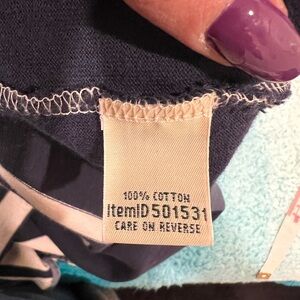 100% COTTON
ItemID 501531
CARE ON REVERSE